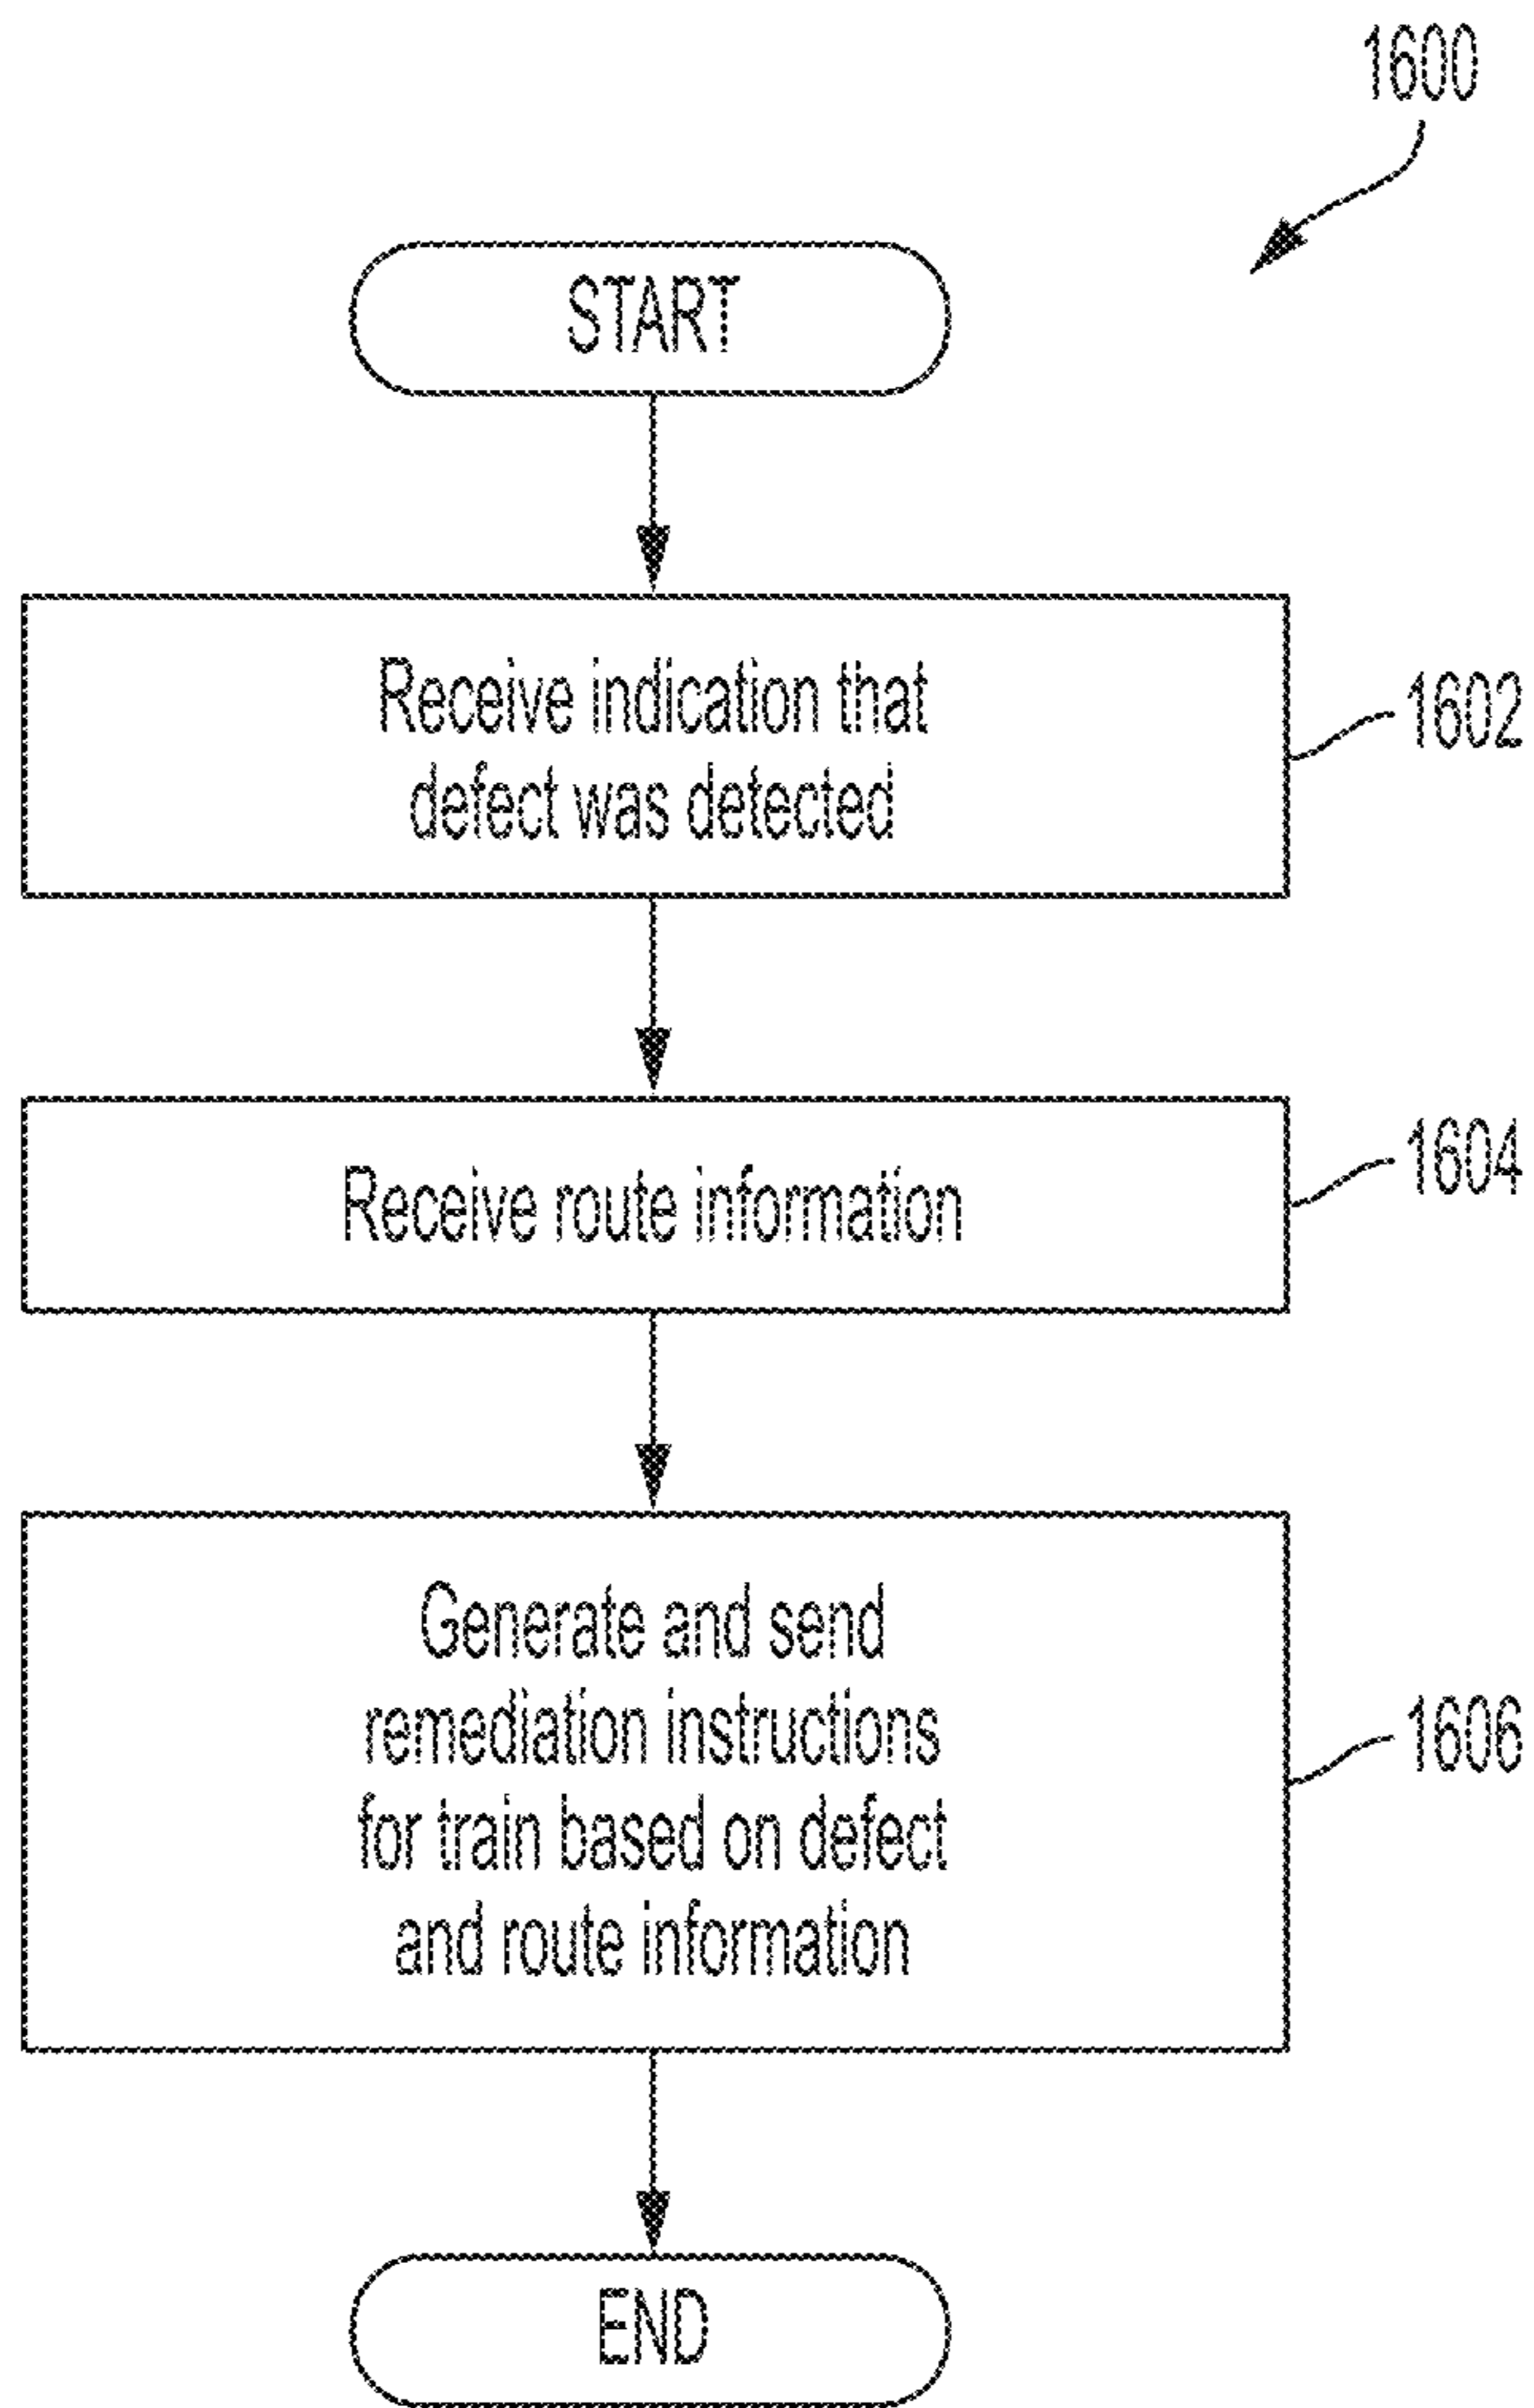 1600
START
Receive indication that
defect was detected
1602
Receive route information
1604
Generate and send
remediation instructions
for train based on defect
and route information
1606
END